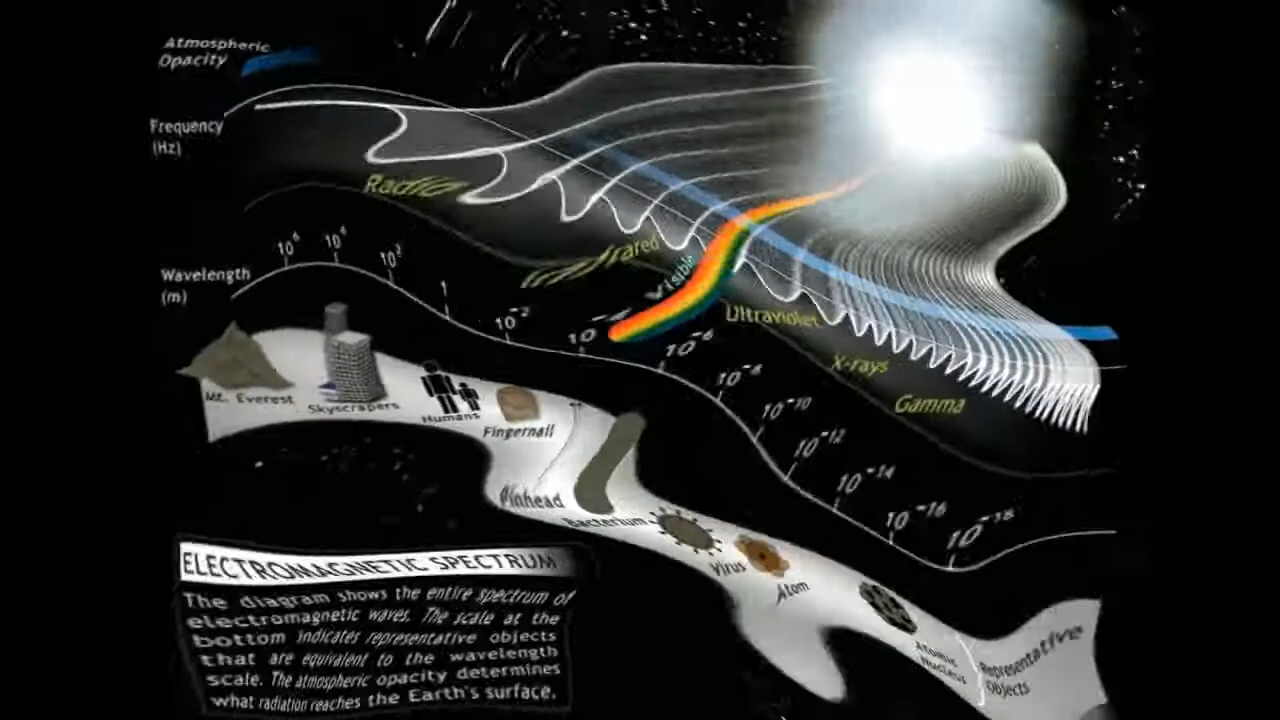 Atmospheric
Opacity
Frequency
(Hz)
Radio
Infrared
Visible
Ultraviolet
X-rays
Gamma
Wavelength
(m)
10⁶
10⁴
10²
1
10⁻²
10⁻⁴
10⁻⁶
10⁻⁸
10⁻¹⁰
10⁻¹²
10⁻¹⁴
10⁻¹⁶
10⁻¹⁸
Mt. Everest
Skyscrapers
Humans
Fingernail
Pinhead
Bacterium
Virus
Atom
Atomic
Nucleus
Representative
Objects
ELECTROMAGNETIC SPECTRUM
The diagram shows the entire spectrum of
electromagnetic waves. The scale at the
bottom indicates representative objects
that are equivalent to the wavelength
scale. The atmospheric opacity determines
what radiation reaches the Earth's surface.